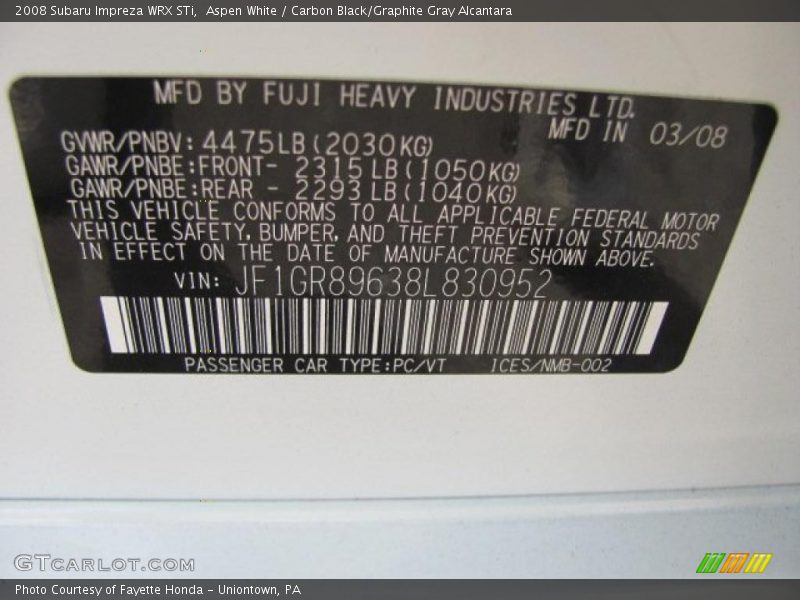 2008 Subaru Impreza WRX STi, Aspen White / Carbon Black/Graphite Gray Alcantara
MFD BY FUJI HEAVY INDUSTRIES LTD.
MFD IN 03/08
GVWR/PNBV: 4475LB(2030KG)
GAWR/PNBE:FRONT- 2315LB(1050KG)
GAWR/PNBE:REAR - 2293LB(1040KG)
THIS VEHICLE CONFORMS TO ALL APPLICABLE FEDERAL MOTOR
VEHICLE SAFETY, BUMPER, AND THEFT PREVENTION STANDARDS
IN EFFECT ON THE DATE OF MANUFACTURE SHOWN ABOVE.
VIN: JF1GR89638L830952
PASSENGER CAR TYPE:PC/VT ICES/NMB-002
GTCARLOT.COM
Photo Courtesy of Fayette Honda - Uniontown, PA